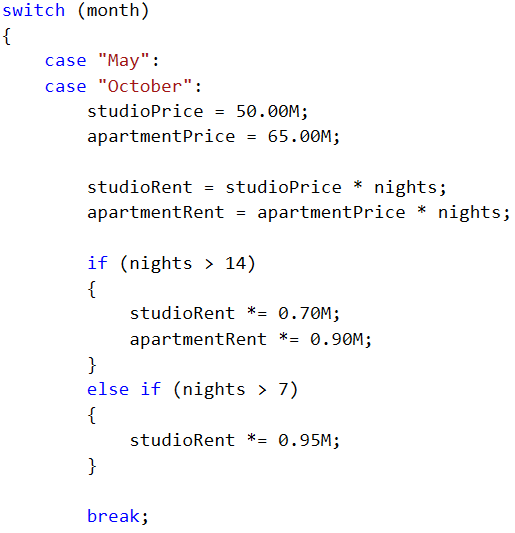 switch (month)
{
    case "May":
    case "October":
        studioPrice = 50.00M;
        apartmentPrice = 65.00M;

        studioRent = studioPrice * nights;
        apartmentRent = apartmentPrice * nights;

        if (nights > 14)
        {
            studioRent *= 0.70M;
            apartmentRent *= 0.90M;
        }
        else if (nights > 7)
        {
            studioRent *= 0.95M;
        }

        break;